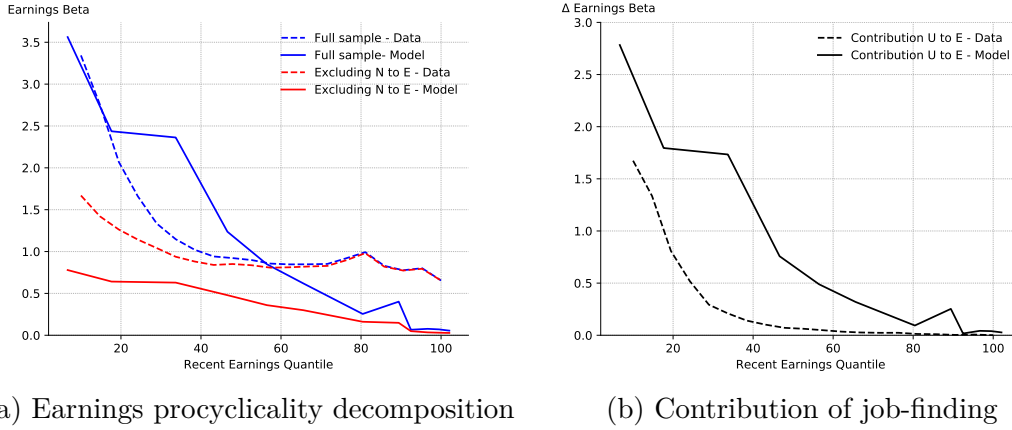 Earnings Beta
3.5
3.0
2.5
2.0
1.5
1.0
0.5
0.0
20 40 60 80 100
Recent Earnings Quantile
Full sample - Data
Full sample- Model
Excluding N to E - Data
Excluding N to E - Model
a) Earnings procyclicality decomposition
Δ Earnings Beta
3.0
2.5
2.0
1.5
1.0
0.5
0.0
20 40 60 80 100
Recent Earnings Quantile
Contribution U to E - Data
Contribution U to E - Model
(b) Contribution of job-finding